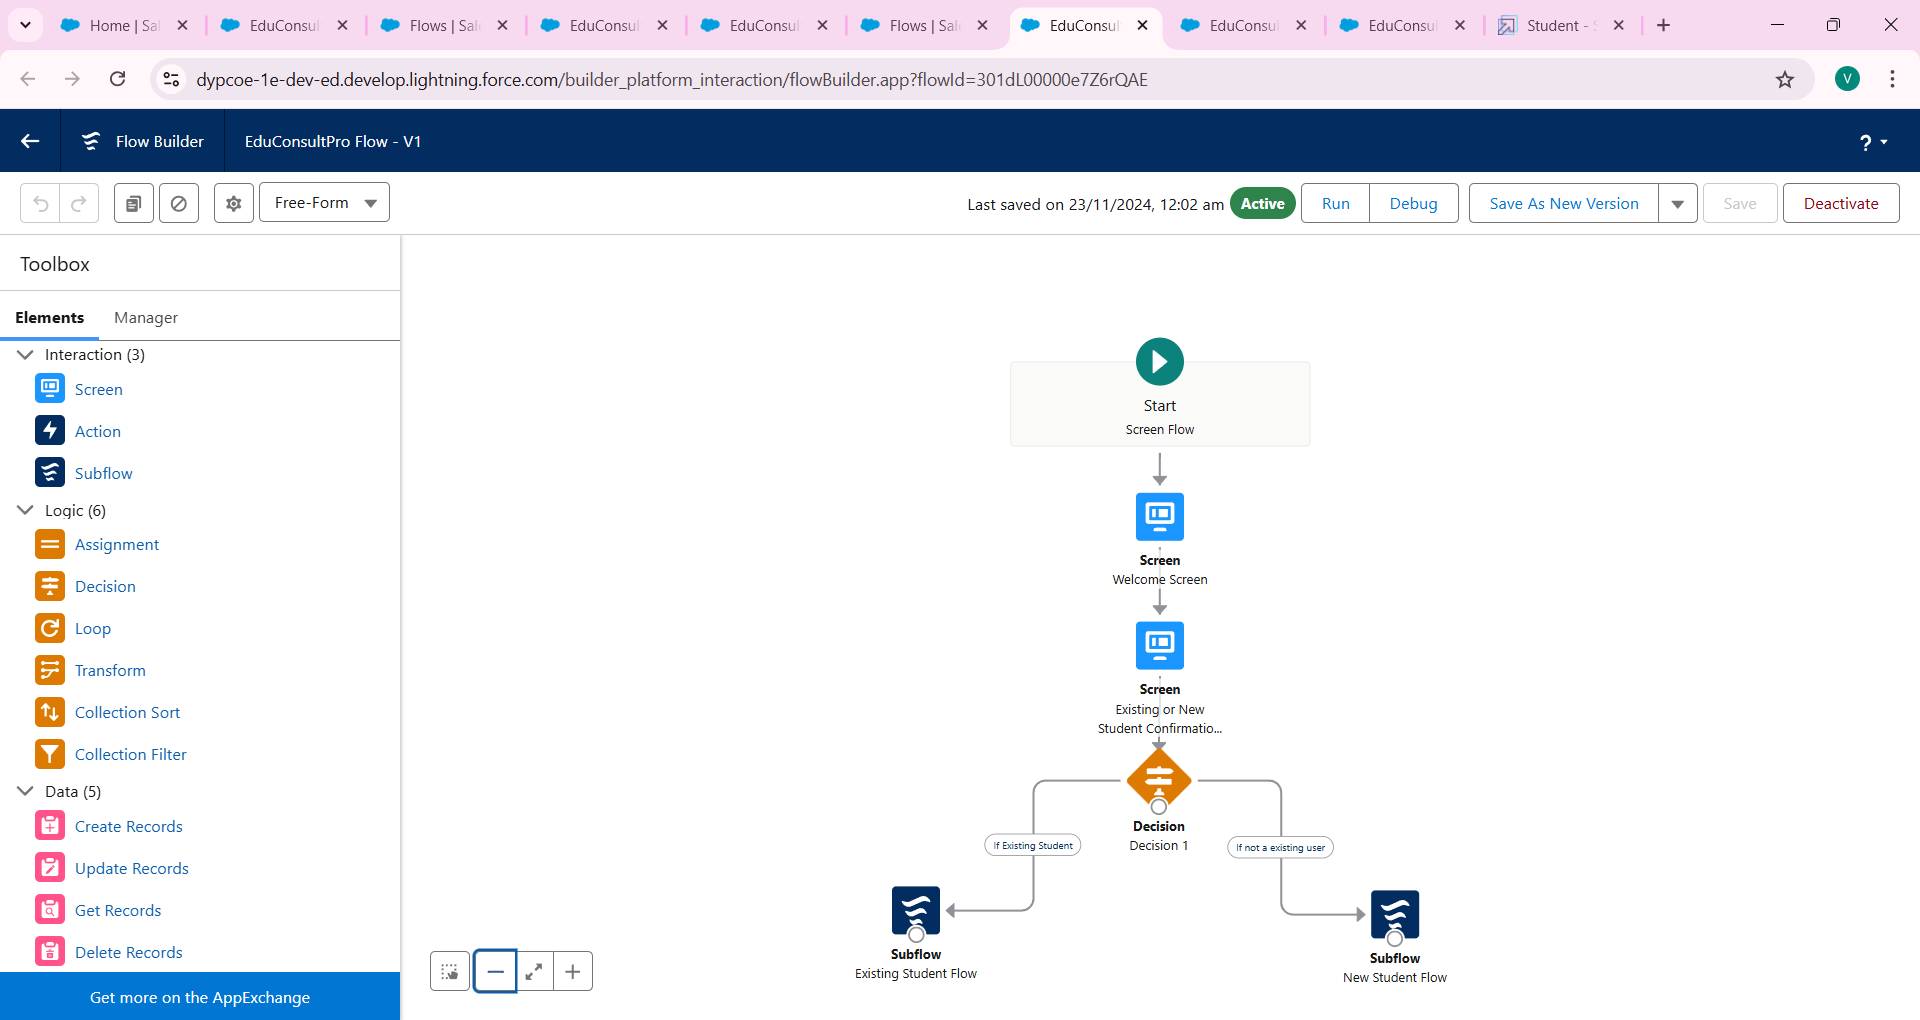 Home | Sal
EduConsul
Flows | Sale
EduConsul
EduConsul
Flows | Sale
EduConsul
EduConsul
EduConsul
Student - S
dypcoe-1e-dev-ed.develop.lightning.force.com/builder_platform_interaction/flowBuilder.app?flowId=301dL00000e7Z6rQAE
V
Flow Builder
EduConsultPro Flow - V1
?
Free-Form
Last saved on 23/11/2024, 12:02 am
Active
Run
Debug
Save As New Version
Save
Deactivate
Toolbox
Elements
Manager
Interaction (3)
Screen
Action
Subflow
Logic (6)
Assignment
Decision
Loop
Transform
Collection Sort
Collection Filter
Data (5)
Create Records
Update Records
Get Records
Delete Records
Get more on the AppExchange
Start
Screen Flow
Screen
Welcome Screen
Screen
Existing or New
Student Confirmatio...
Decision
Decision 1
If Existing Student
If not a existing user
Subflow
Existing Student Flow
Subflow
New Student Flow